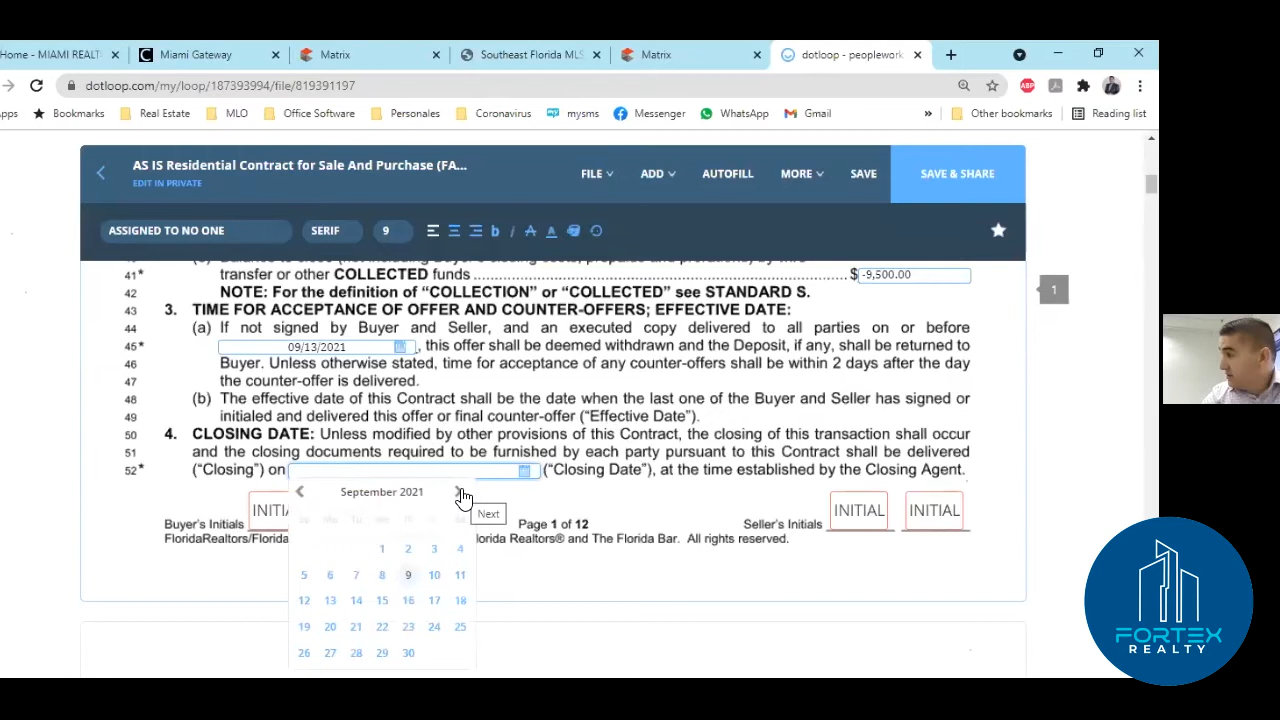 Home - MIAMI REALT
Miami Gateway
Matrix
Southeast Florida MLS
Matrix
dotloop - peoplework
dotloop.com/my/loop/187393994/file/819391197
ABP
pps
Bookmarks
Real Estate
MLO
Office Software
Personales
Coronavirus
mysms
Messenger
WhatsApp
Gmail
»
Other bookmarks
Reading list
AS IS Residential Contract for Sale And Purchase (FA...
EDIT IN PRIVATE
FILE
ADD
AUTOFILL
MORE
SAVE
SAVE & SHARE
ASSIGNED TO NO ONE
SERIF
9
41* transfer or other COLLECTED funds ........ $ -9,500.00
42 NOTE: For the definition of “COLLECTION” or “COLLECTED” see STANDARD S.
43 3. TIME FOR ACCEPTANCE OF OFFER AND COUNTER-OFFERS; EFFECTIVE DATE:
44 (a) If not signed by Buyer and Seller, and an executed copy delivered to all parties on or before
45* 09/13/2021 , this offer shall be deemed withdrawn and the Deposit, if any, shall be returned to
46 Buyer. Unless otherwise stated, time for acceptance of any counter-offers shall be within 2 days after the day
47 the counter-offer is delivered.
48 (b) The effective date of this Contract shall be the date when the last one of the Buyer and Seller has signed or
49 initialed and delivered this offer or final counter-offer (“Effective Date”).
50 4. CLOSING DATE: Unless modified by other provisions of this Contract, the closing of this transaction shall occur
51 and the closing documents required to be furnished by each party pursuant to this Contract shall be delivered
52* (“Closing”) on (“Closing Date”), at the time established by the Closing Agent.
1
September 2021
Next
1 2 3 4
5 6 7 8 9 10 11
12 13 14 15 16 17 18
19 20 21 22 23 24 25
26 27 28 29 30
INITI
Buyer's Initials
Page 1 of 12
Seller's Initials
INITIAL
INITIAL
FloridaRealtors/Florida
lorida Realtors® and The Florida Bar. All rights reserved.
FORTEX
REALTY